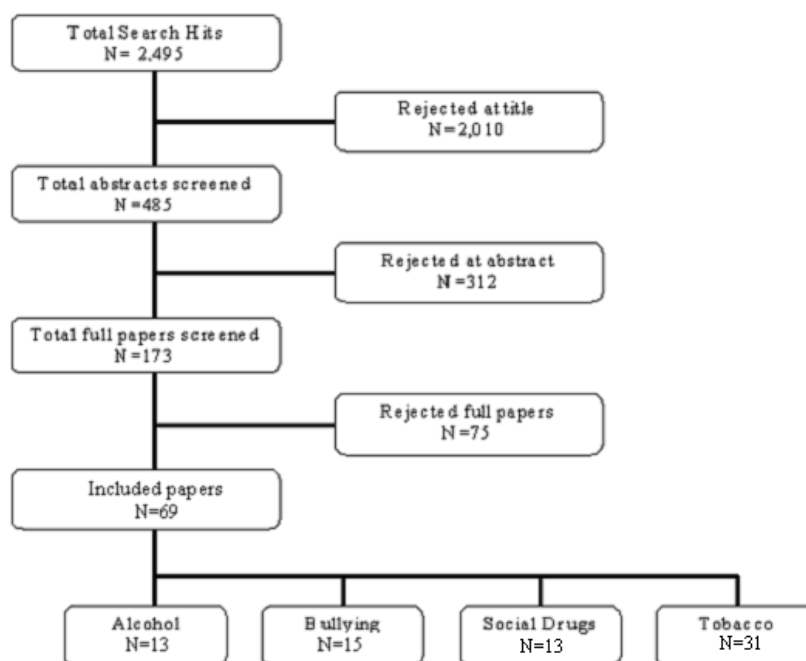 Total Search Hits
N= 2,495
Rejected at title
N=2,010
Total abstracts screened
N=485
Rejected at abstract
N=312
Total full papers screened
N=173
Rejected full papers
N=75
Included papers
N=69
Alcohol
N=13
Bullying
N=15
Social Drugs
N=13
Tobacco
N=31